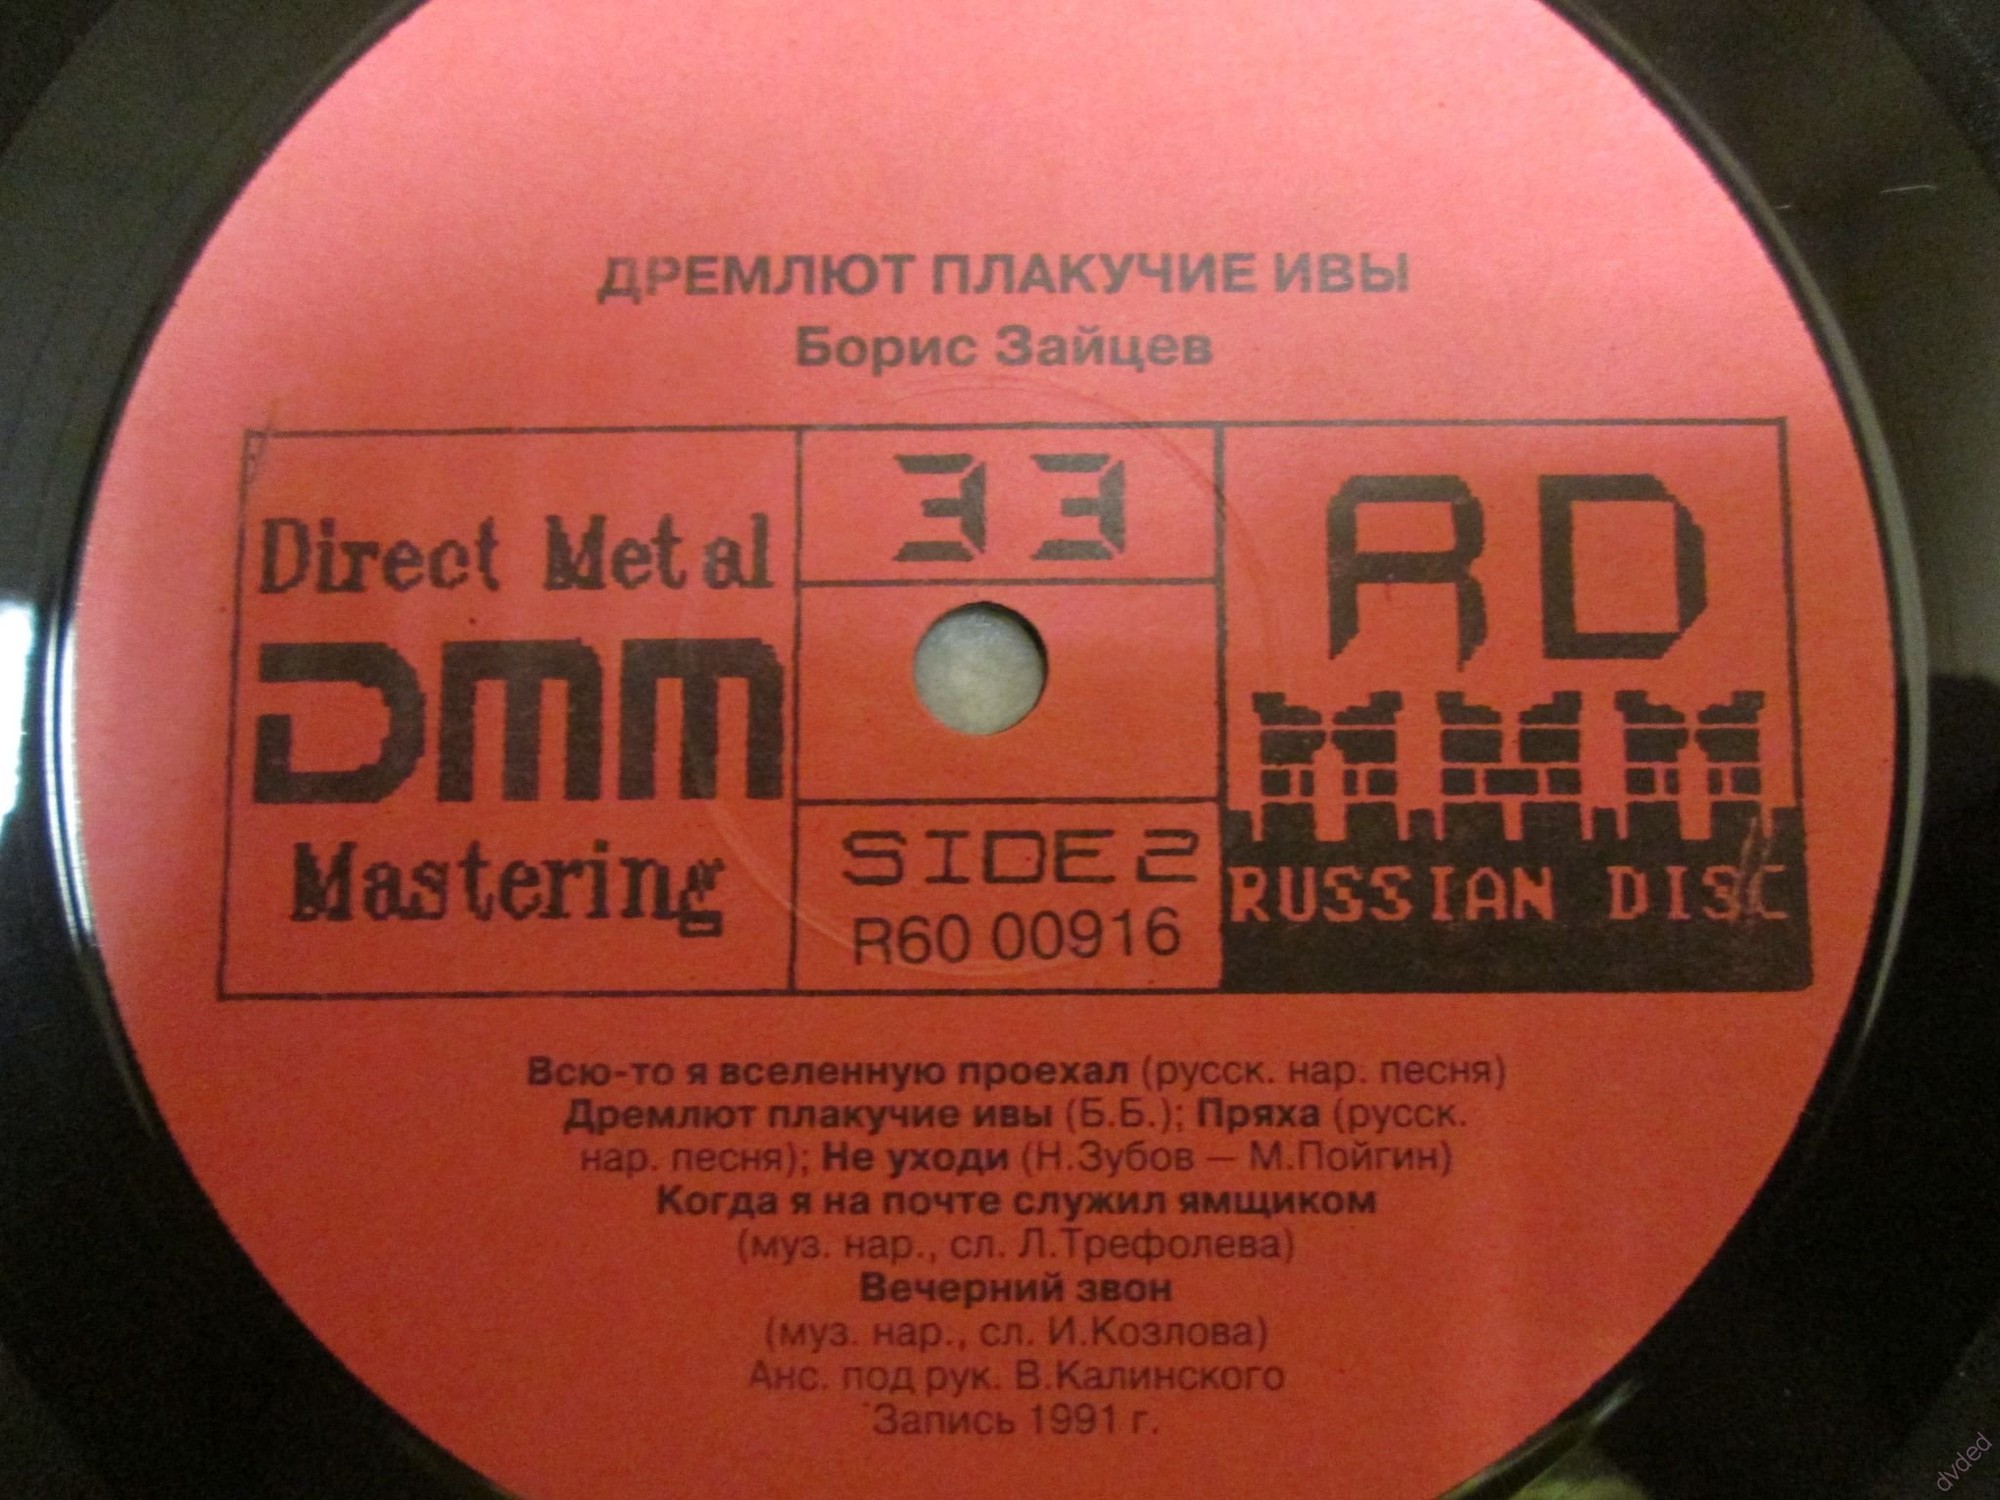 ДРЕМЛЮТ ПЛАКУЧИЕ ИВЫ
Борис Зайцев
Direct Metal
DMM
Mastering
33
SIDE 2
R60 00916
RD
RUSSIAN DISC
Всю-то я вселенную проехал (русск. нар. песня)
Дремлют плакучие ивы (Б.Б.); Пряха (русск.
нар. песня); Не уходи (Н.Зубов — М.Пойгин)
Когда я на почте служил ямщиком
(муз. нар., сл. Л.Трефолева)
Вечерний звон
(муз. нар., сл. И.Козлова)
Анс. под рук. В.Калинского
Запись 1991 г.
dvded